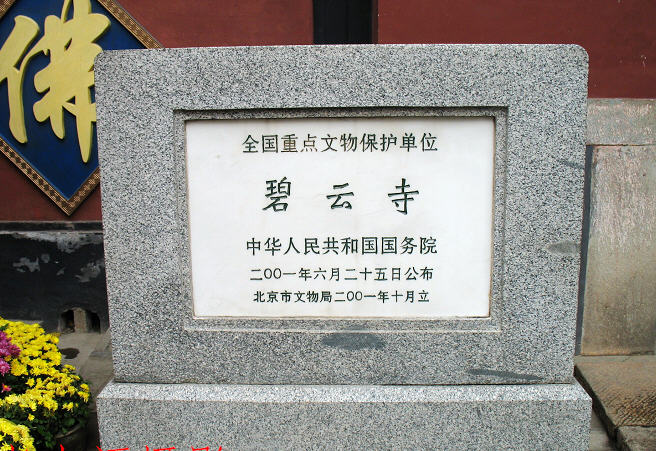 佛
全国重点文物保护单位
碧云寺
中华人民共和国国务院
二〇〇一年六月二十五日公布
北京市文物局二〇〇一年十月立